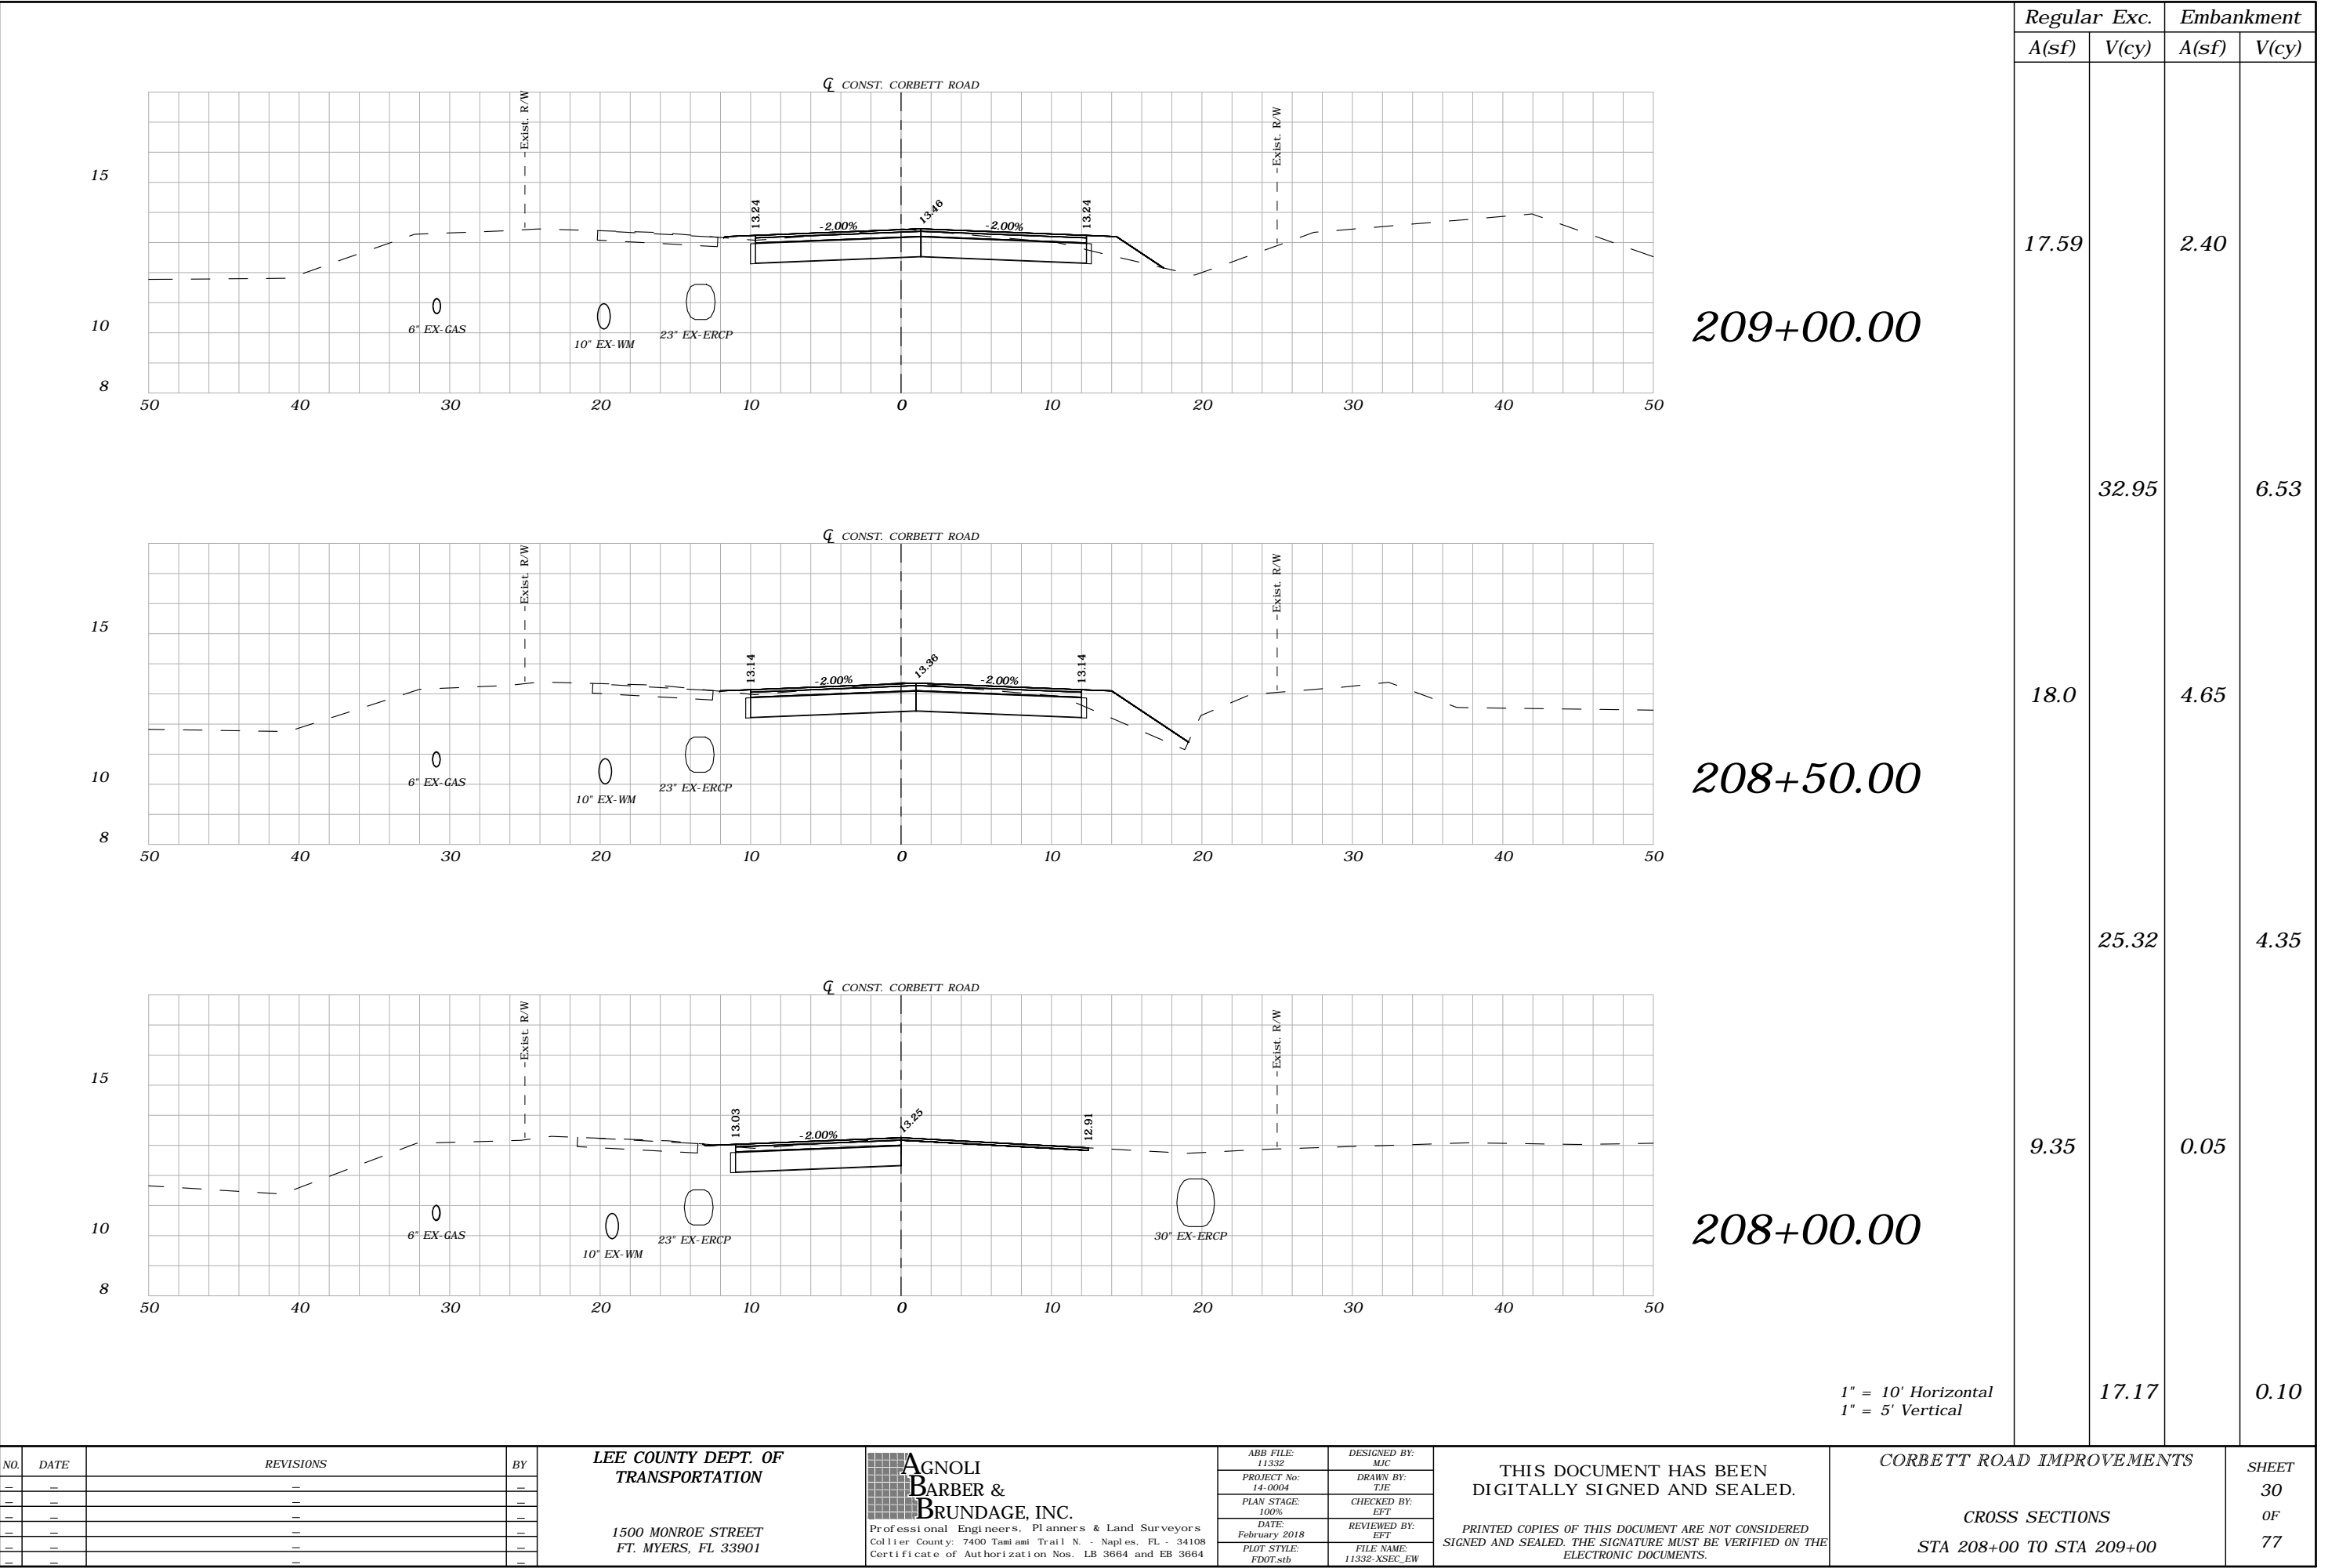 Regular Exc. Embankment
A(sf) V(cy) A(sf) V(cy)
℄ CONST. CORBETT ROAD
Exist. R/W
Exist. R/W
15
13.24
-2.00%
13.46
-2.00%
13.24
17.59 2.40
10
6" EX-GAS
10" EX-WM
23" EX-ERCP
209+00.00
8
50 40 30 20 10 0 10 20 30 40 50
32.95 6.53
℄ CONST. CORBETT ROAD
Exist. R/W
Exist. R/W
15
13.14
-2.00%
13.36
-2.00%
13.14
18.0 4.65
10
6" EX-GAS
10" EX-WM
23" EX-ERCP
208+50.00
8
50 40 30 20 10 0 10 20 30 40 50
25.32 4.35
℄ CONST. CORBETT ROAD
Exist. R/W
Exist. R/W
15
13.03
-2.00%
13.25
12.91
9.35 0.05
10
6" EX-GAS
10" EX-WM
23" EX-ERCP
30" EX-ERCP
208+00.00
8
50 40 30 20 10 0 10 20 30 40 50
1" = 10' Horizontal
1" = 5' Vertical
17.17 0.10
NO. DATE REVISIONS BY
– – – –
– – – –
– – – –
– – – –
– – – –
– – – –
LEE COUNTY DEPT. OF
TRANSPORTATION
1500 MONROE STREET
FT. MYERS, FL 33901
AGNOLI
BARBER &
BRUNDAGE, INC.
Professional Engineers, Planners & Land Surveyors
Collier County: 7400 Tamiami Trail N. - Naples, FL - 34108
Certificate of Authorization Nos. LB 3664 and EB 3664
ABB FILE:
11332
PROJECT No:
14-0004
PLAN STAGE:
100%
DATE:
February 2018
PLOT STYLE:
FDOT.stb
DESIGNED BY:
MJC
DRAWN BY:
TJE
CHECKED BY:
EFT
REVIEWED BY:
EFT
FILE NAME:
11332-XSEC_EW
THIS DOCUMENT HAS BEEN
DIGITALLY SIGNED AND SEALED.
PRINTED COPIES OF THIS DOCUMENT ARE NOT CONSIDERED
SIGNED AND SEALED. THE SIGNATURE MUST BE VERIFIED ON THE
ELECTRONIC DOCUMENTS.
CORBETT ROAD IMPROVEMENTS
CROSS SECTIONS
STA 208+00 TO STA 209+00
SHEET
30
OF
77